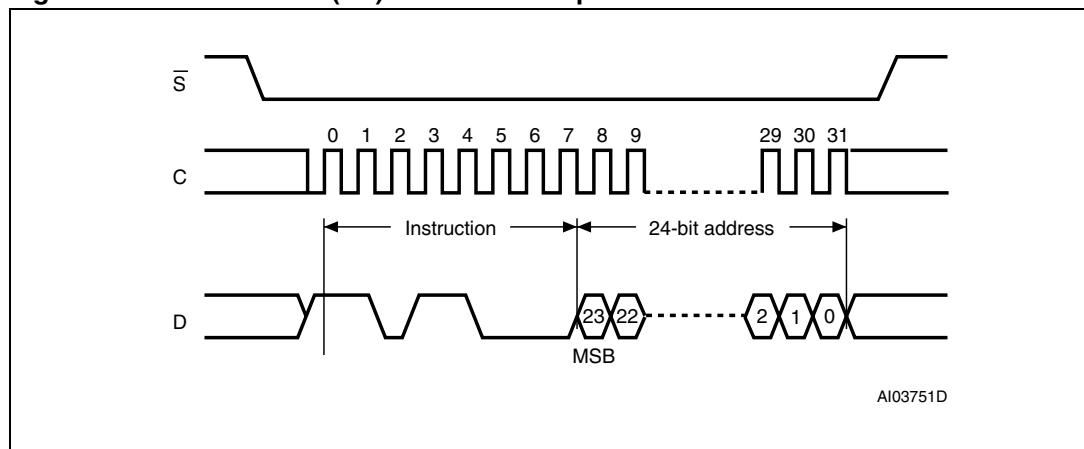 S̅
0 1 2 3 4 5 6 7 8 9 29 30 31
C
Instruction 24-bit address
D 23 22 2 1 0
MSB
AI03751D